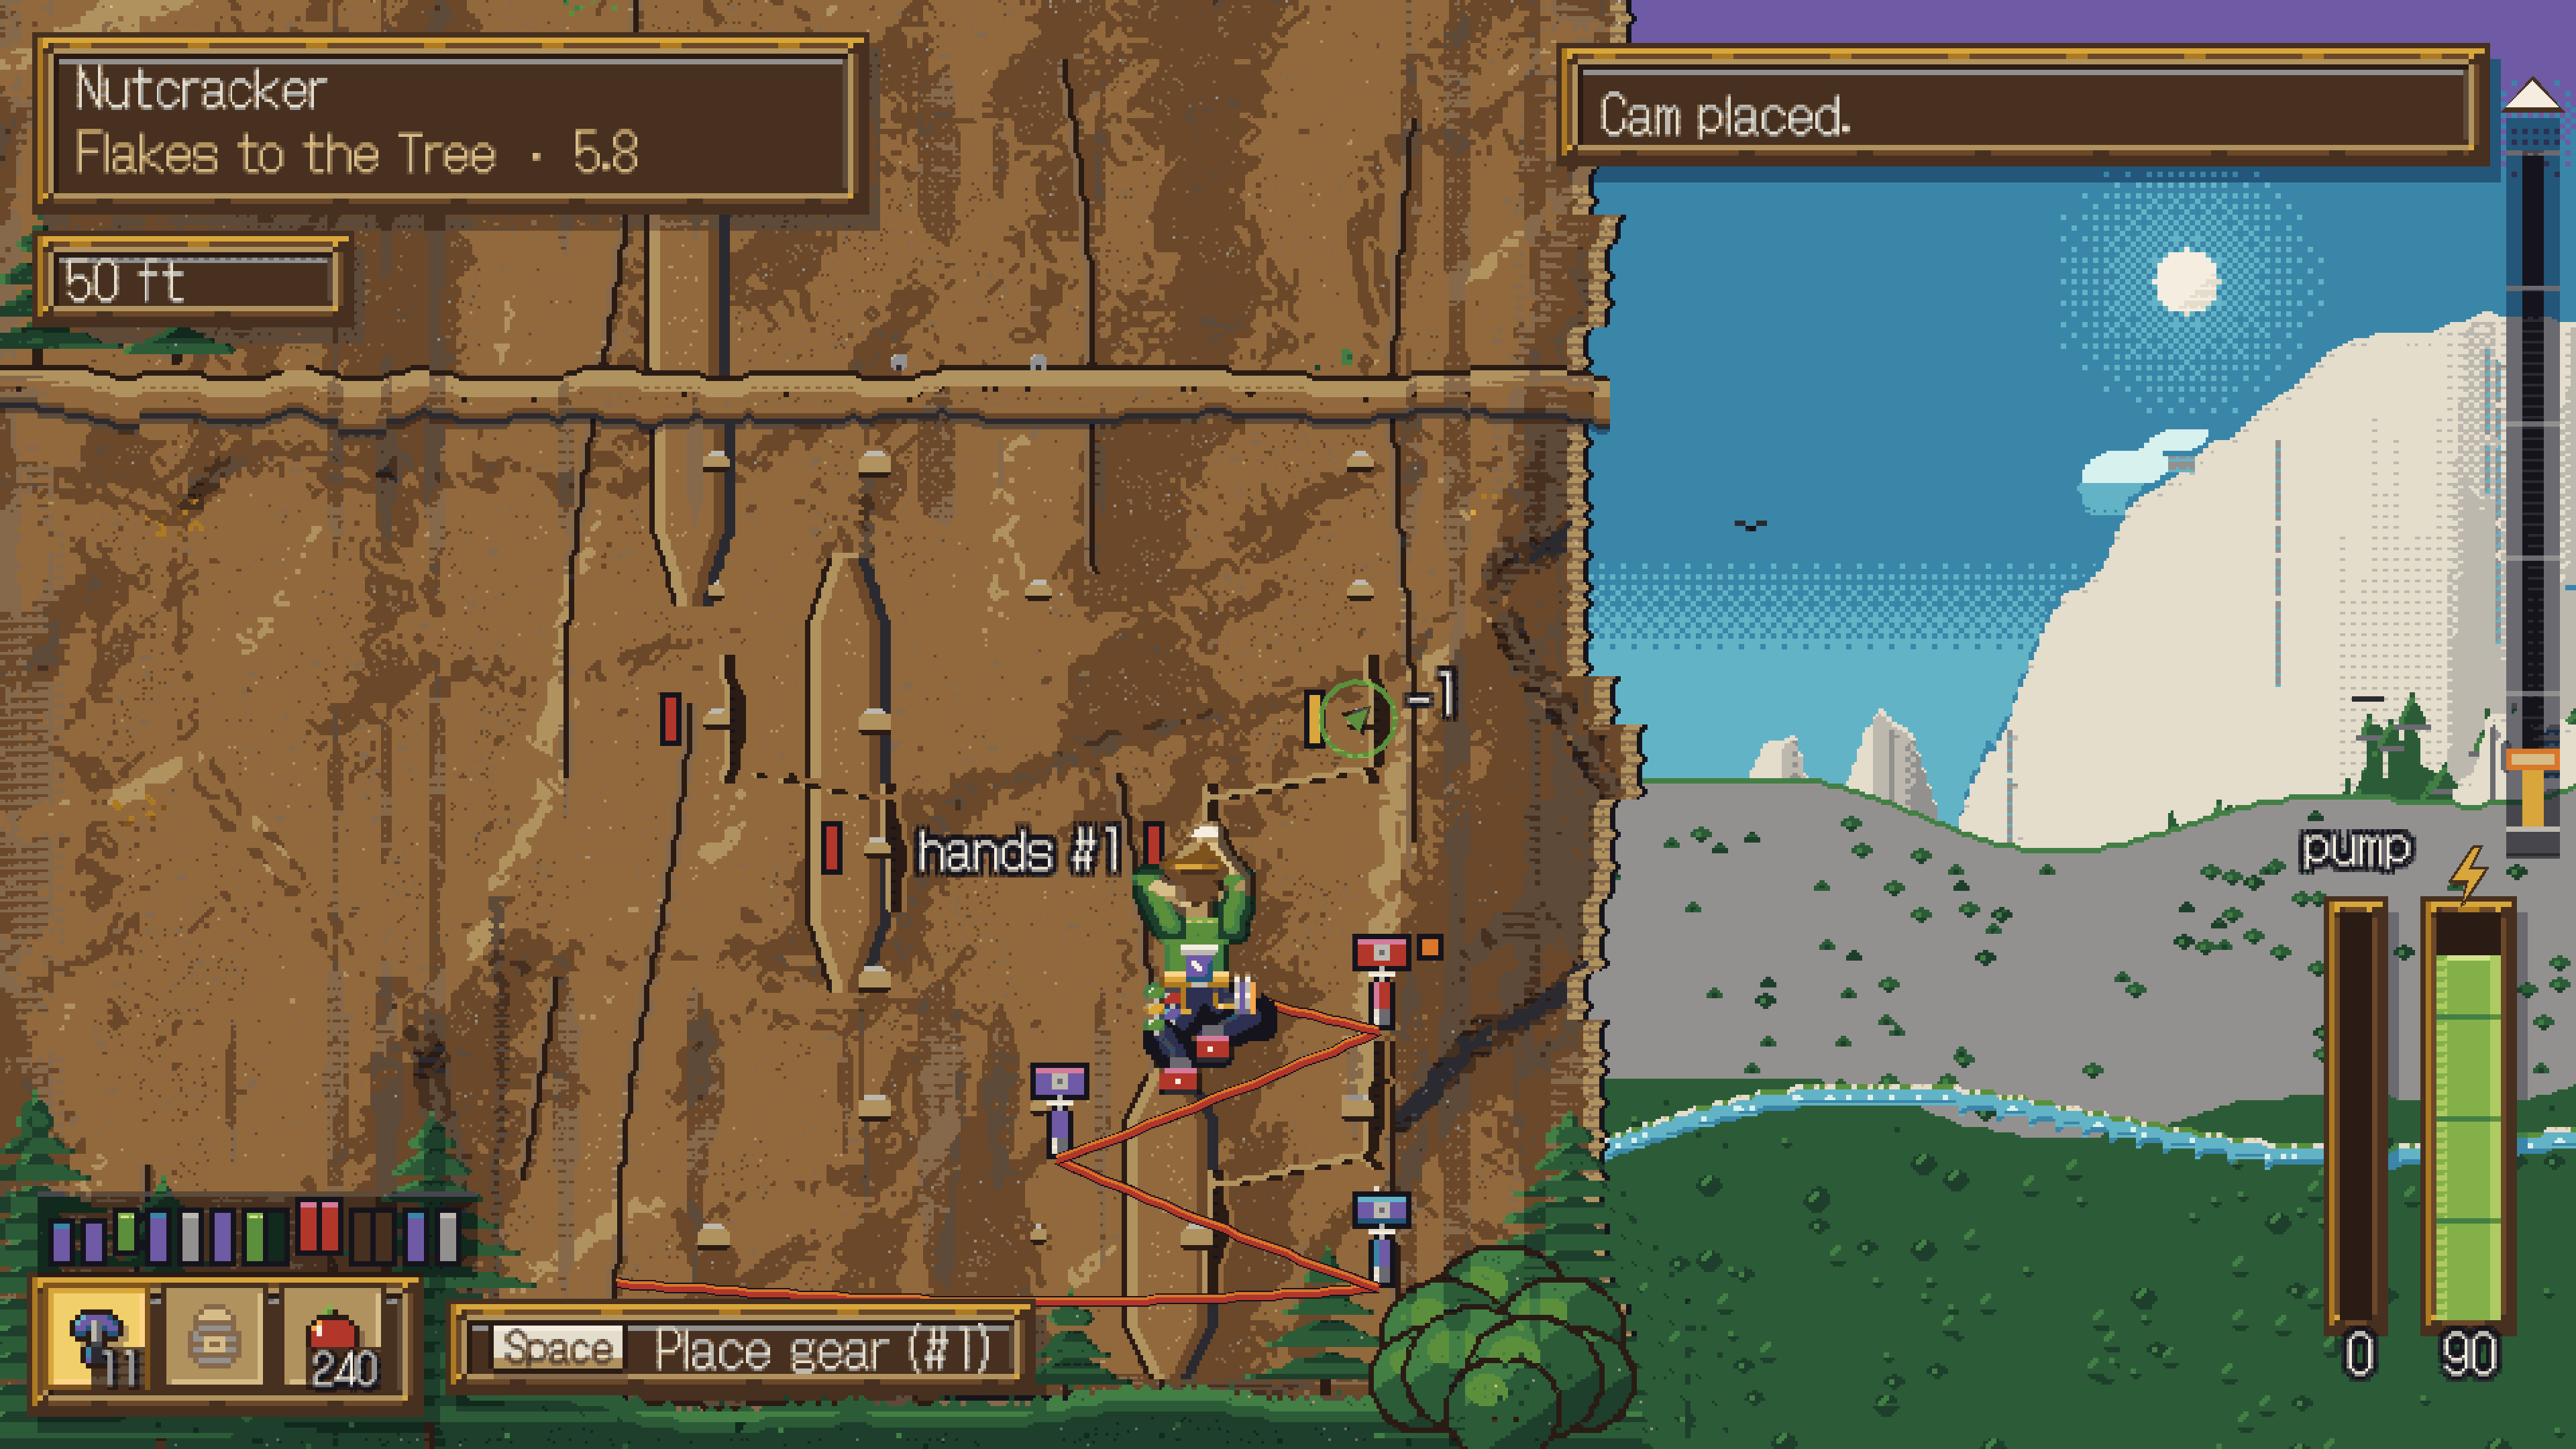 Nutcracker
Flakes to the Tree · 5.8
Cam placed.
50 ft
-1
hands #1
pump
11
240
Space Place gear (#1)
0
90